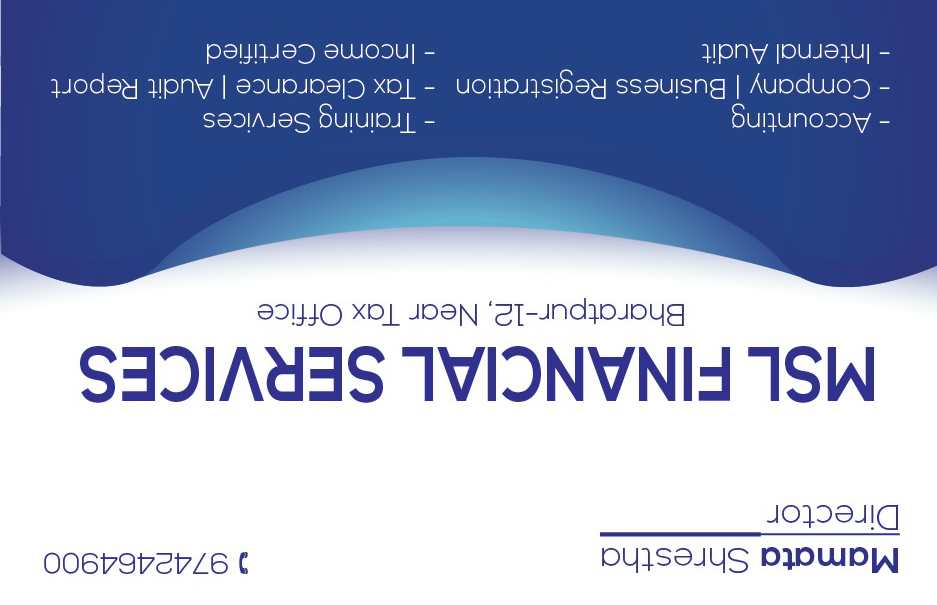 Mamata Shrestha
9742464900
Director
MSL FINANCIAL SERVICES
Bharatpur-12, Near Tax Office
- Accounting
- Company | Business Registration
- Internal Audit
- Training Services
- Tax Clearance | Audit Report
- Income Certified